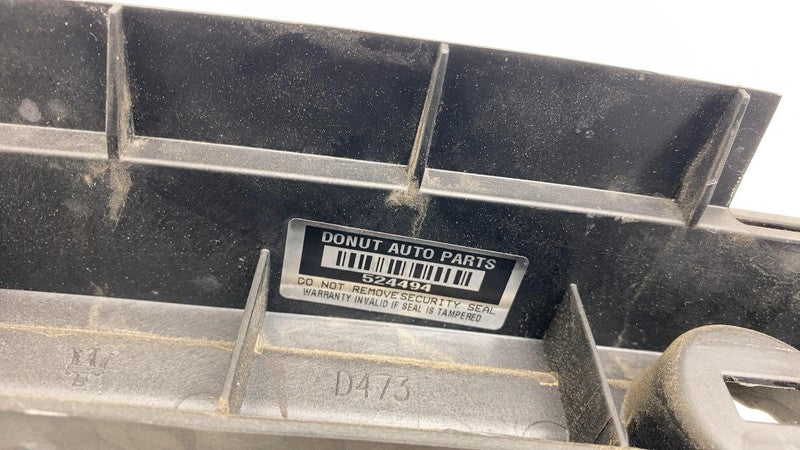 DONUT AUTO PARTS
524494
DO NOT REMOVE SECURITY SEAL
WARRANTY INVALID IF SEAL IS TAMPERED
D473